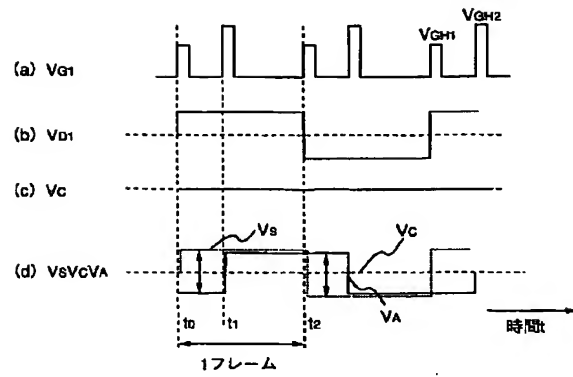 VGH1 VGH2
(a) VG1
(b) VD1
(c) VC
VS VC
(d) VSVCVA
VA
t0 t1 t2
時間t
1フレーム